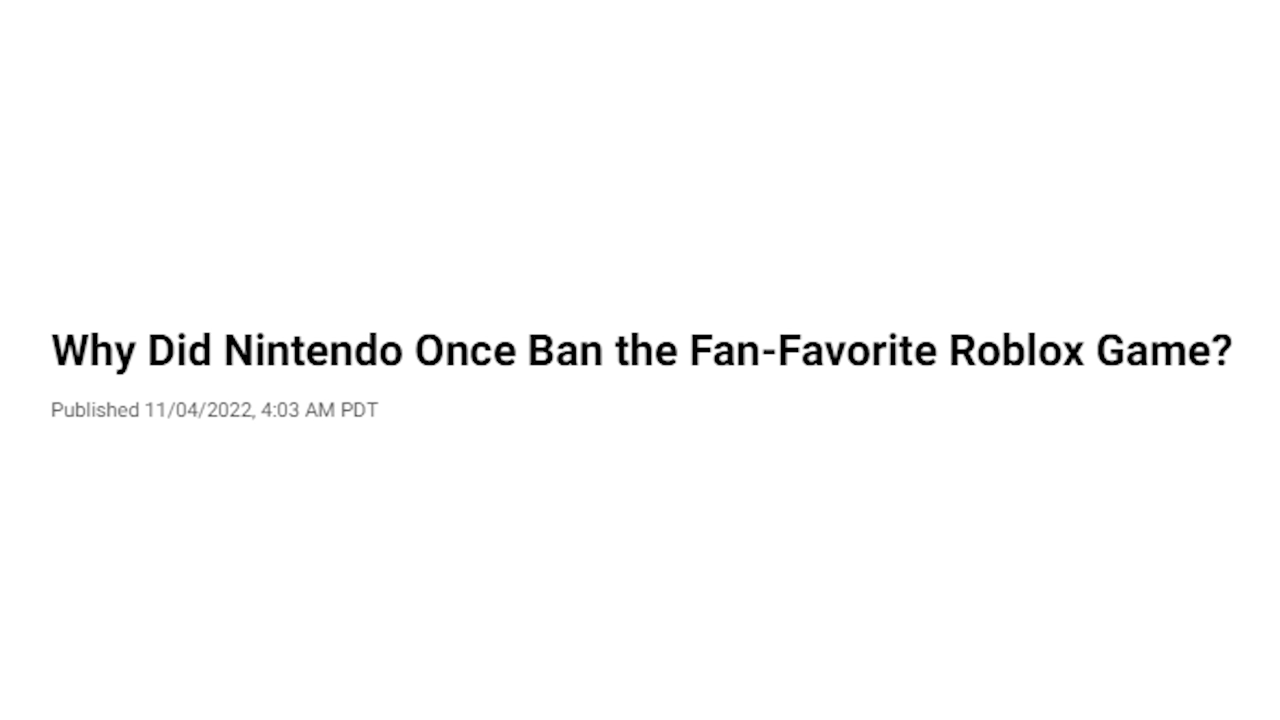 Why Did Nintendo Once Ban the Fan-Favorite Roblox Game?
Published 11/04/2022, 4:03 AM PDT